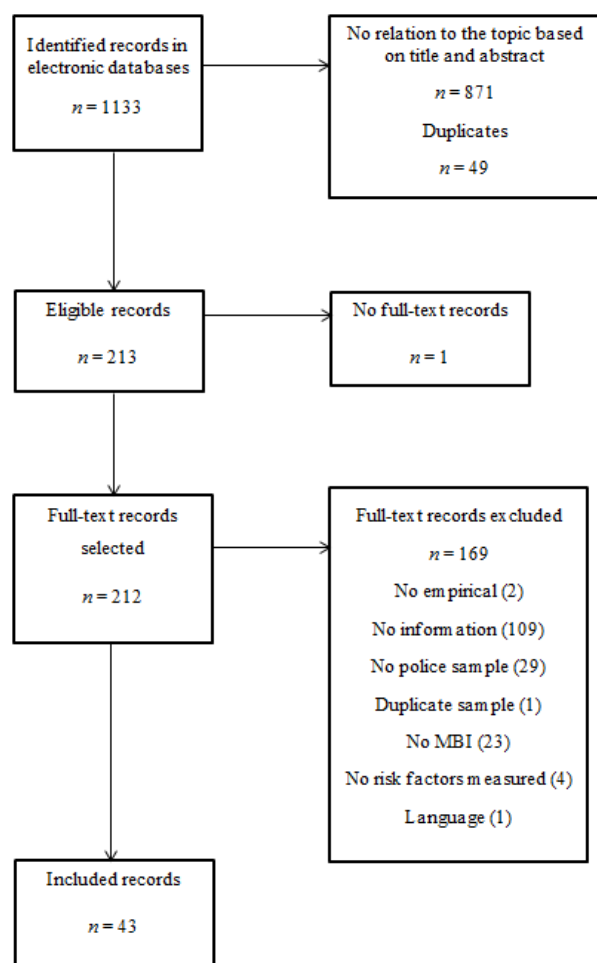 Identified records in
electronic databases
n = 1133
No relation to the topic based
on title and abstract
n = 871
Duplicates
n = 49
Eligible records
n = 213
No full-text records
n = 1
Full-text records
selected
n = 212
Full-text records excluded
n = 169
No empirical (2)
No information (109)
No police sample (29)
Duplicate sample (1)
No MBI (23)
No risk factors measured (4)
Language (1)
Included records
n = 43